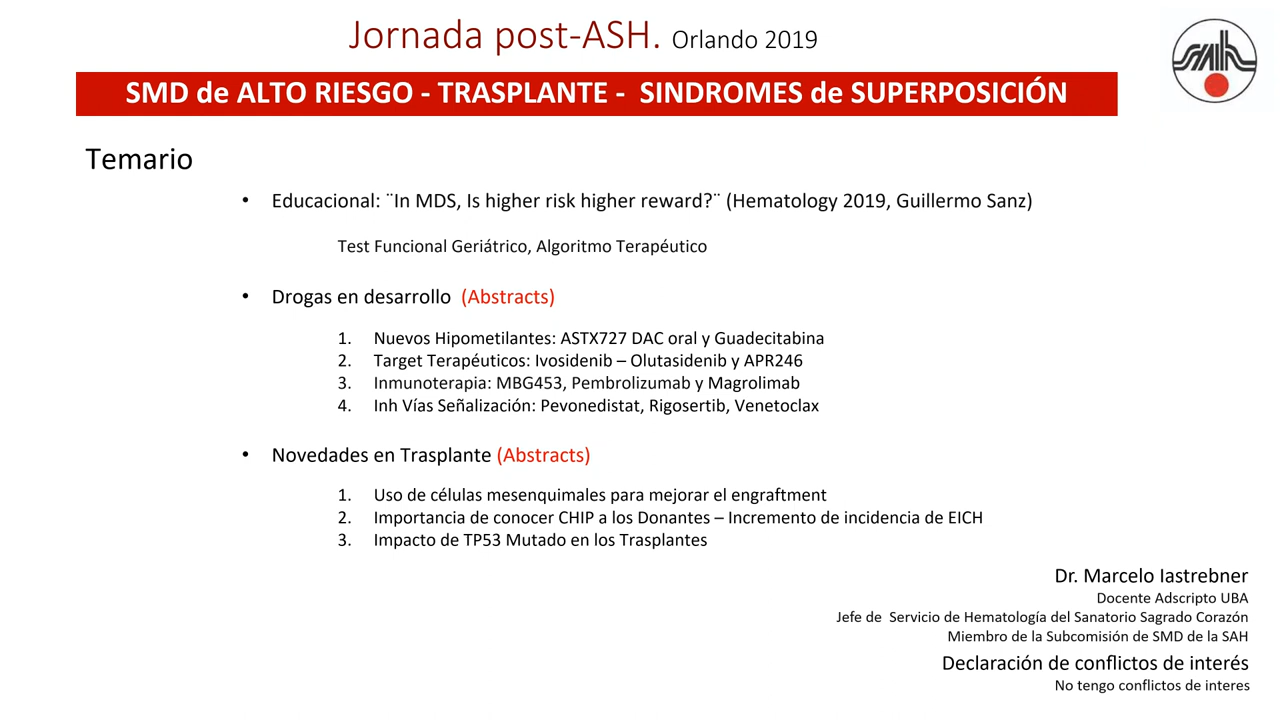 Jornada post-ASH. Orlando 2019
SMD de ALTO RIESGO - TRASPLANTE - SINDROMES de SUPERPOSICIÓN
Temario
• Educacional: ¨In MDS, Is higher risk higher reward?¨ (Hematology 2019, Guillermo Sanz)
Test Funcional Geriátrico, Algoritmo Terapéutico
• Drogas en desarrollo (Abstracts)
1. Nuevos Hipometilantes: ASTX727 DAC oral y Guadecitabina
2. Target Terapéuticos: Ivosidenib – Olutasidenib y APR246
3. Inmunoterapia: MBG453, Pembrolizumab y Magrolimab
4. Inh Vías Señalización: Pevonedistat, Rigosertib, Venetoclax
• Novedades en Trasplante (Abstracts)
1. Uso de células mesenquimales para mejorar el engraftment
2. Importancia de conocer CHIP a los Donantes – Incremento de incidencia de EICH
3. Impacto de TP53 Mutado en los Trasplantes
Dr. Marcelo Iastrebner
Docente Adscripto UBA
Jefe de Servicio de Hematología del Sanatorio Sagrado Corazón
Miembro de la Subcomisión de SMD de la SAH
Declaración de conflictos de interés
No tengo conflictos de interes